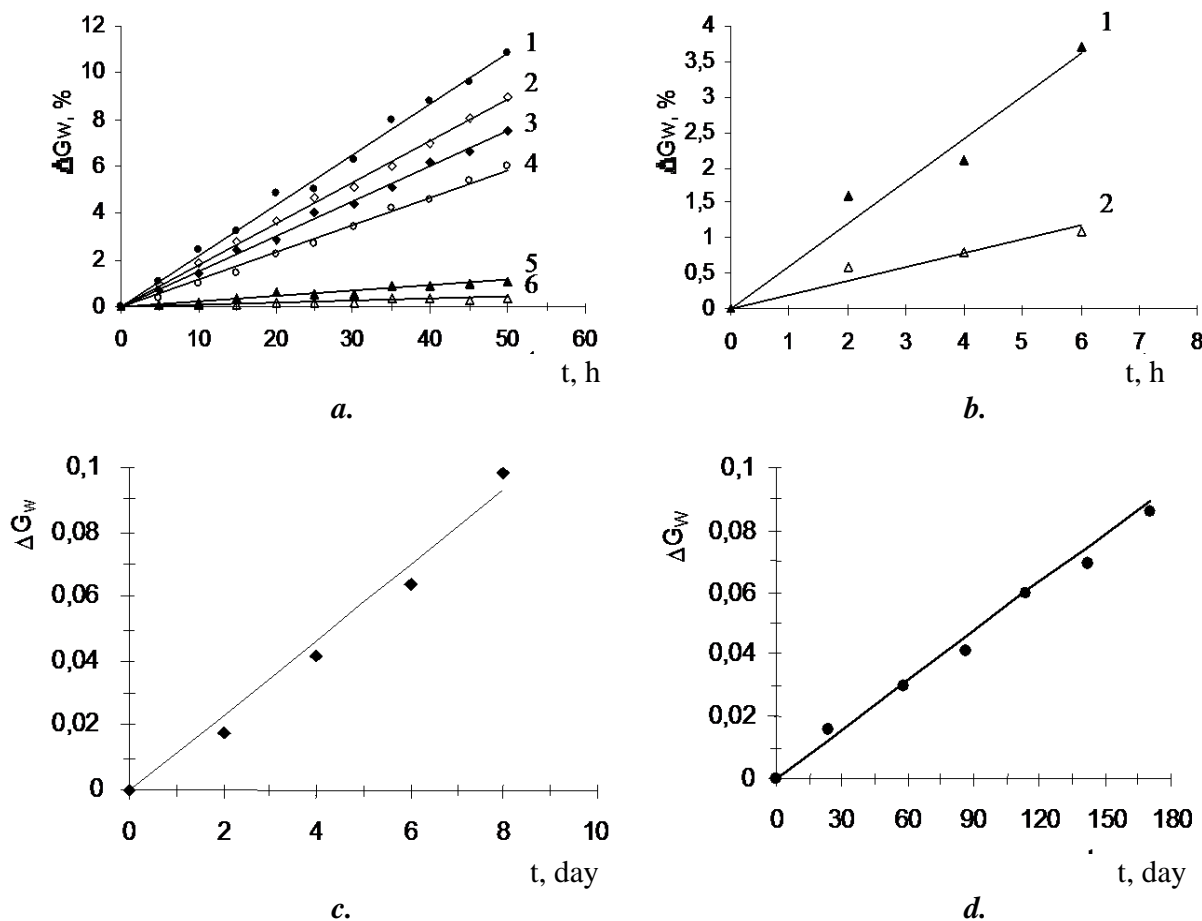 12
10
8
6
4
2
0
ΔGw, %
1
2
3
4
5
6
0 10 20 30 40 50 60
t, h
a.
4
3,5
3
2,5
2
1,5
1
0,5
0
ΔGw, %
1
2
0 1 2 3 4 5 6 7 8
t, h
b.
0,1
0,08
0,06
0,04
0,02
0
ΔGw
0 2 4 6 8 10
t, day
c.
0,1
0,08
0,06
0,04
0,02
0
ΔGw
0 30 60 90 120 150 180
t, day
d.